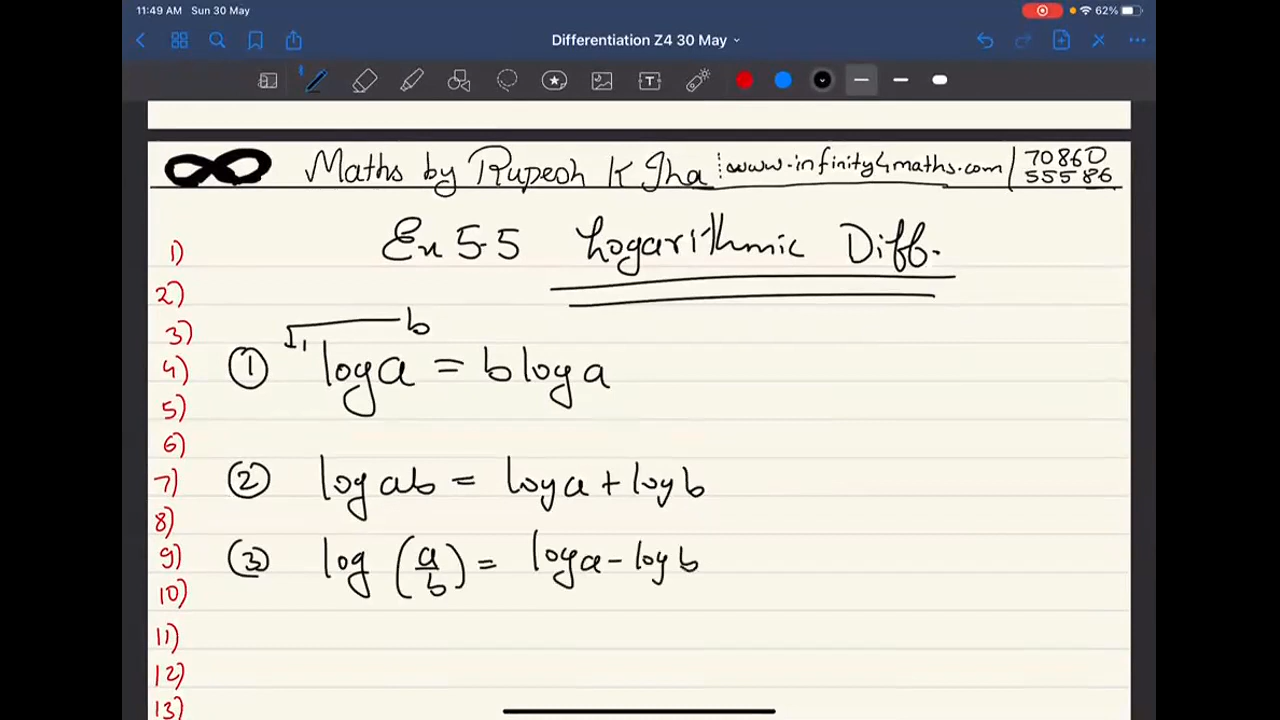 11:49 AM Sun 30 May 62%
Differentiation Z4 30 May
Maths by Rupesh K Jha www.infinity4maths.com 70860 55586
Ex 5.5 Logarithmic Diff.
1)
2)
3)
4)
5)
6)
7)
8)
9)
10)
11)
12)
13)
① log a^b = b log a
② log ab = log a + log b
③ log (a/b) = log a - log b